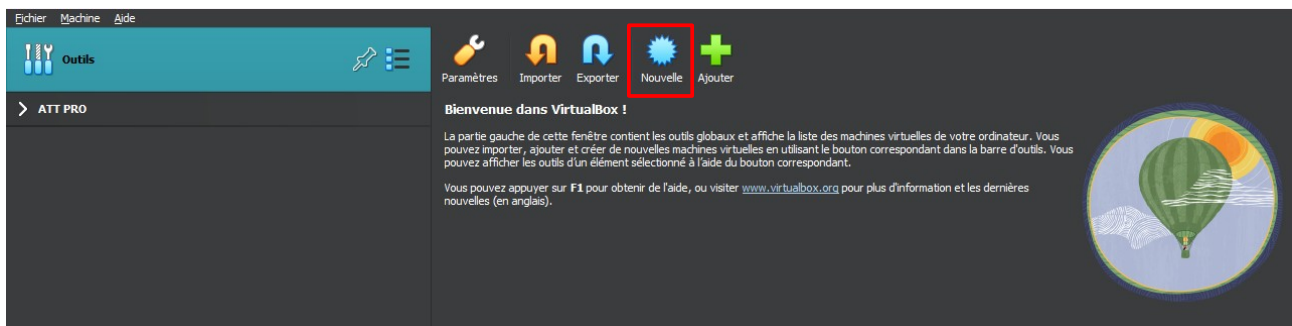 Fichier Machine Aide
Outils
Paramètres Importer Exporter Nouvelle Ajouter
ATT PRO
Bienvenue dans VirtualBox !
La partie gauche de cette fenêtre contient les outils globaux et affiche la liste des machines virtuelles de votre ordinateur. Vous
pouvez importer, ajouter et créer de nouvelles machines virtuelles en utilisant le bouton correspondant dans la barre d'outils. Vous
pouvez afficher les outils d'un élément sélectionné à l'aide du bouton correspondant.
Vous pouvez appuyer sur F1 pour obtenir de l'aide, ou visiter www.virtualbox.org pour plus d'information et les dernières
nouvelles (en anglais).